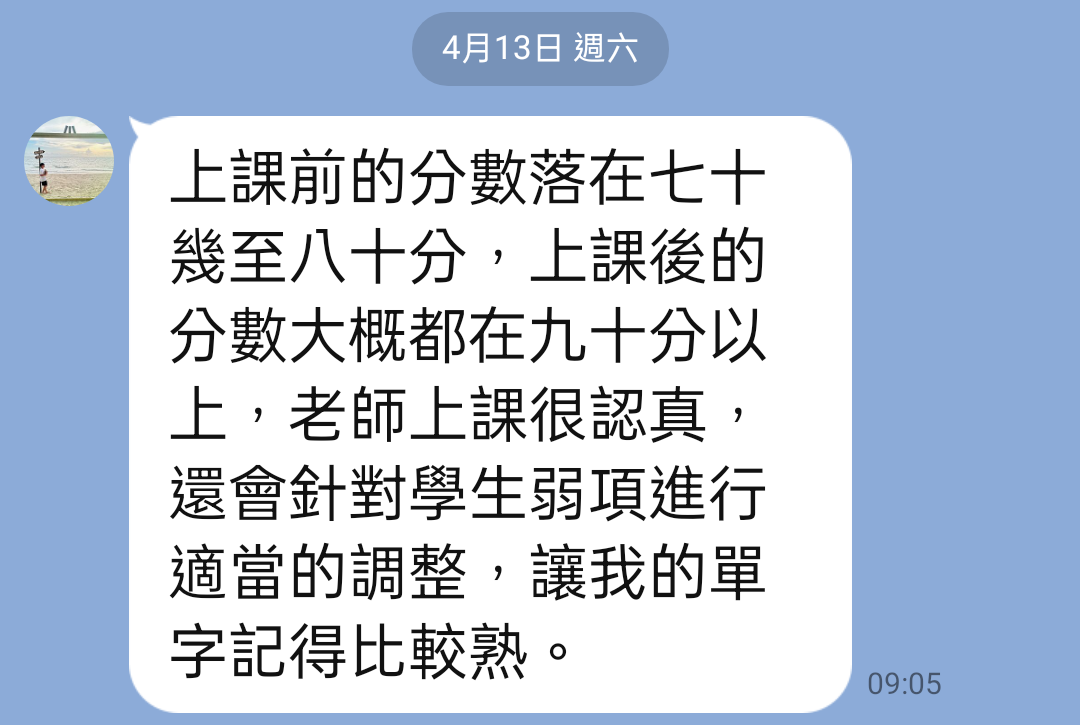 4月13日 週六
上課前的分數落在七十
幾至八十分，上課後的
分數大概都在九十分以
上，老師上課很認真，
還會針對學生弱項進行
適當的調整，讓我的單
字記得比較熟。
09:05